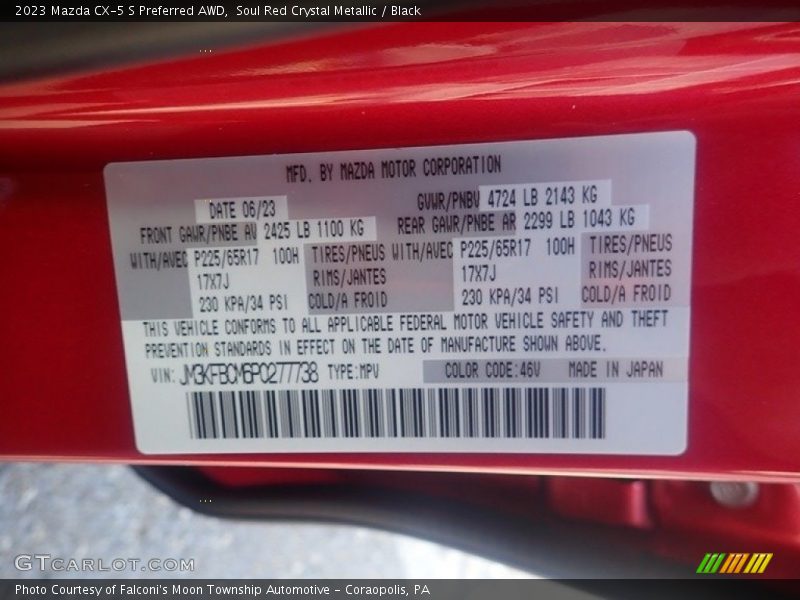 2023 Mazda CX-5 S Preferred AWD, Soul Red Crystal Metallic / Black
MFD. BY MAZDA MOTOR CORPORATION
DATE 06/23 GVWR/PNBV 4724 LB 2143 KG
FRONT GAWR/PNBE AV 2425 LB 1100 KG REAR GAWR/PNBE AR 2299 LB 1043 KG
WITH/AVEC P225/65R17 100H TIRES/PNEUS WITH/AVEC P225/65R17 100H TIRES/PNEUS
17X7J RIMS/JANTES 17X7J RIMS/JANTES
230 KPA/34 PSI COLD/A FROID 230 KPA/34 PSI COLD/A FROID
THIS VEHICLE CONFORMS TO ALL APPLICABLE FEDERAL MOTOR VEHICLE SAFETY AND THEFT
PREVENTION STANDARDS IN EFFECT ON THE DATE OF MANUFACTURE SHOWN ABOVE.
VIN: JM3KFBCM6P0277738 TYPE:MPV COLOR CODE:46V MADE IN JAPAN
GTCARLOT.COM
Photo Courtesy of Falconi's Moon Township Automotive - Coraopolis, PA